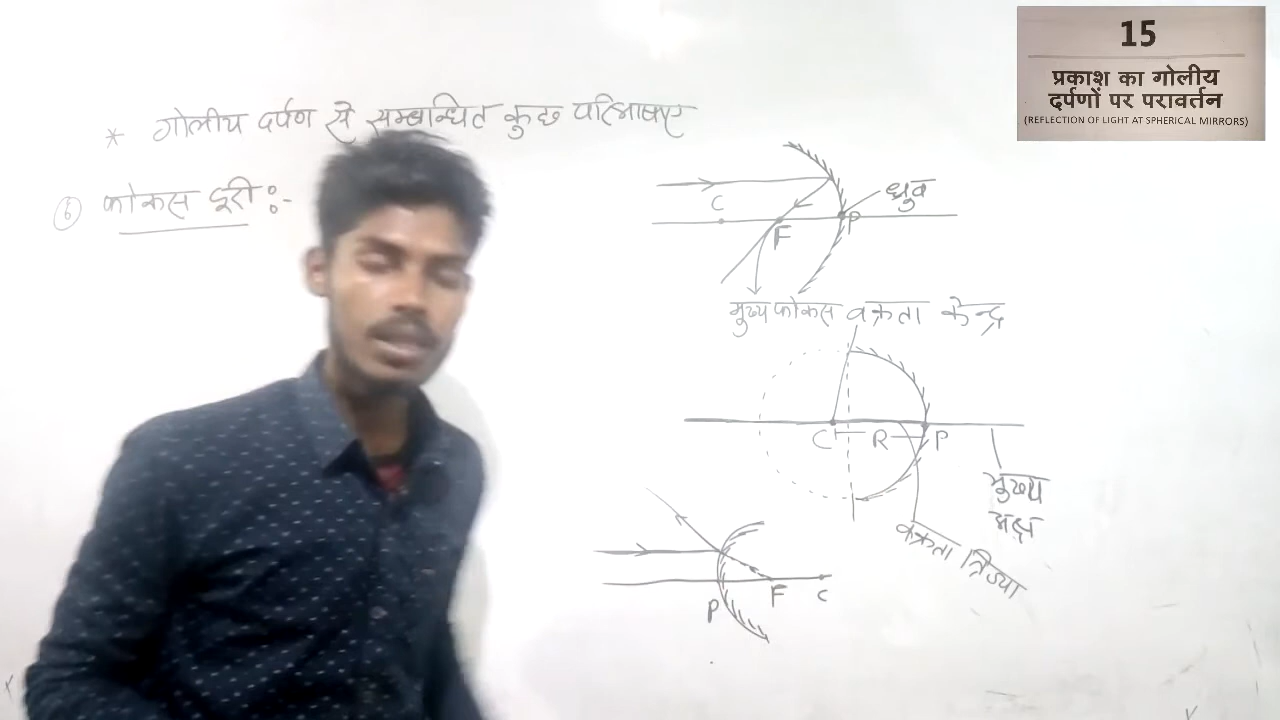 15
प्रकाश का गोलीय
दर्पणों पर परावर्तन
(REFLECTION OF LIGHT AT SPHERICAL MIRRORS)
* गोलीय दर्पण से सम्बन्धित कुछ परिभाषाए
6 फोकस दूरी :-
C F P ध्रुव
मुख्य फोकस
वक्रता केन्द्र
C R P
मुख्य
अक्ष
वक्रता त्रिज्या
P F C